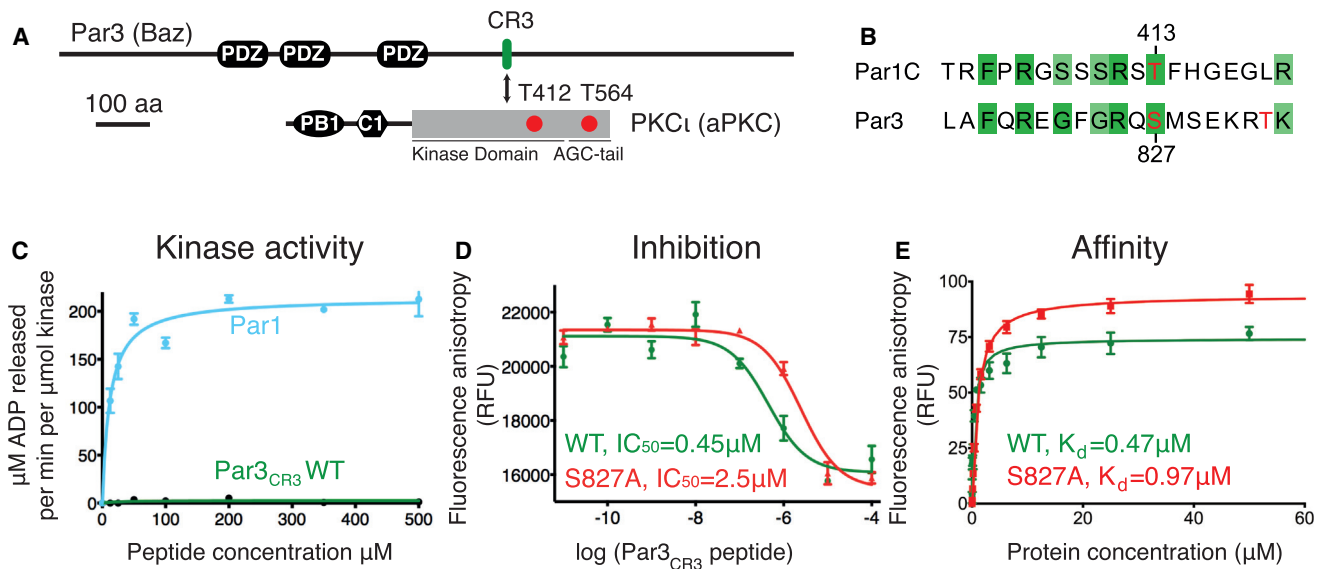 A
Par3 (Baz)
PDZ PDZ PDZ
CR3
100 aa
T412 T564
PB1 C1
PKCι (aPKC)
Kinase Domain AGC-tail
B
413
Par1C TRFPRGSSSRSTFHGEGLR
Par3 LAFQREGFGRQSMSEKRTK
827
C
Kinase activity
µM ADP released
per min per µmol kinase
200
150
100
50
0
Par1
Par3CR3 WT
0 100 200 300 400 500
Peptide concentration µM
D
Inhibition
Fluorescence anisotropy
(RFU)
22000
20000
18000
16000
WT, IC50=0.45µM
S827A, IC50=2.5µM
-10 -8 -6 -4
log (Par3CR3 peptide)
E
Affinity
Fluorescence anisotropy
(RFU)
100
75
50
25
0
WT, Kd=0.47µM
S827A, Kd=0.97µM
0 20 40 60
Protein concentration (µM)